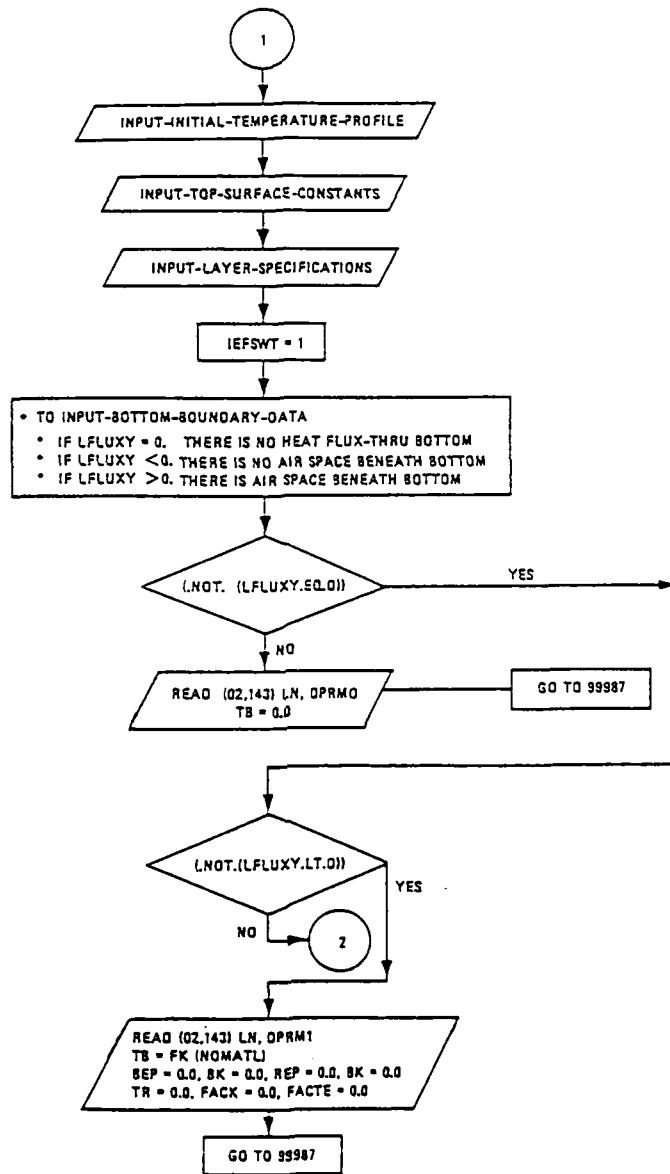 1
INPUT-INITIAL-TEMPERATURE-PROFILE
INPUT-TOP-SURFACE-CONSTANTS
INPUT-LAYER-SPECIFICATIONS
IEFSWT = 1
* TO INPUT-BOTTOM-BOUNDARY-DATA
* IF LFLUXY = 0. THERE IS NO HEAT FLUX-THRU BOTTOM
* IF LFLUXY <0. THERE IS NO AIR SPACE BENEATH BOTTOM
* IF LFLUXY >0. THERE IS AIR SPACE BENEATH BOTTOM
(.NOT. (LFLUXY.EQ.0))
YES
NO
READ (02,143) LN, DPRM0
TB = 0.0
GO TO 99987
(.NOT.(LFLUXY.LT.0))
YES
NO
2
READ (02,143) LN, DPRM1
TB = FK (NOMATL)
BEP = 0.0, BK = 0.0, REP = 0.0, BK = 0.0
TR = 0.0, FACK = 0.0, FACTE = 0.0
GO TO 99987